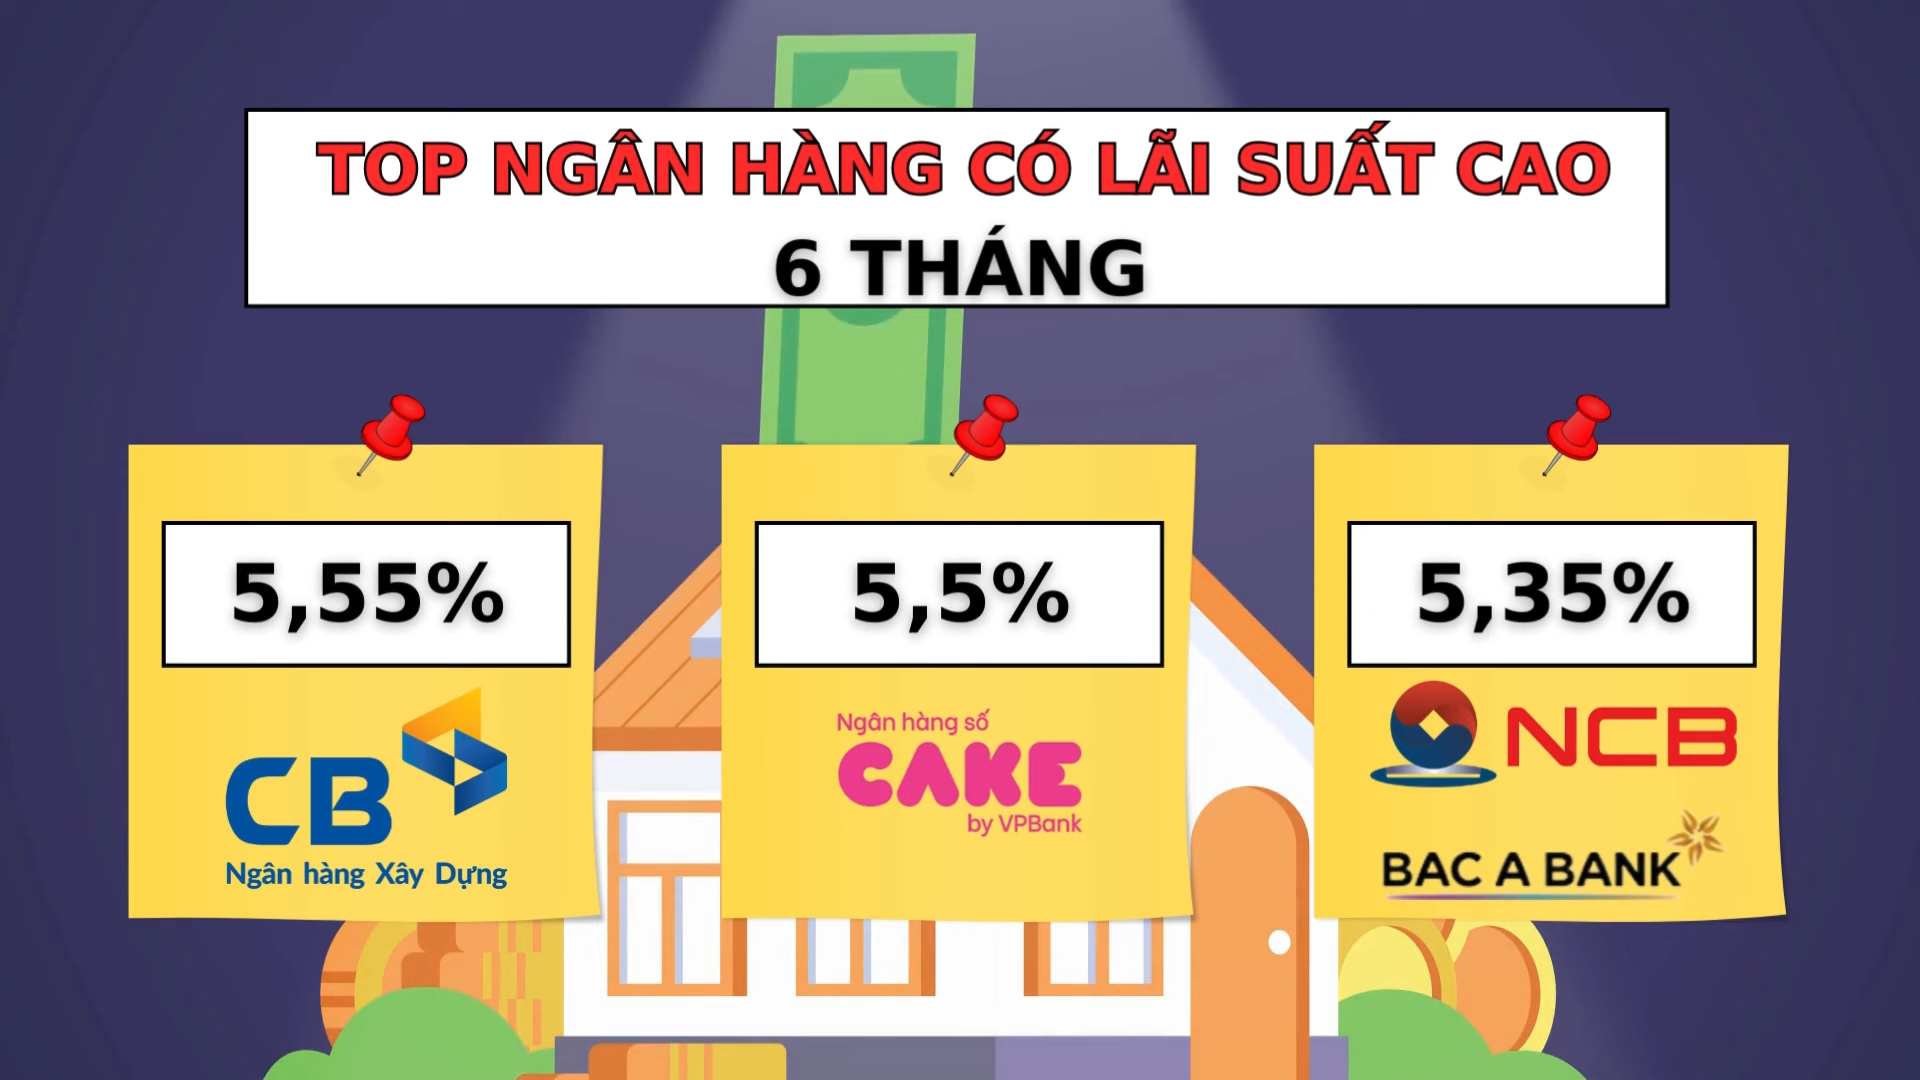 TOP NGÂN HÀNG CÓ LÃI SUẤT CAO
6 THÁNG
5,55%
CB
Ngân hàng Xây Dựng
5,5%
Ngân hàng số
CAKE
by VPBank
5,35%
NCB
BAC A BANK